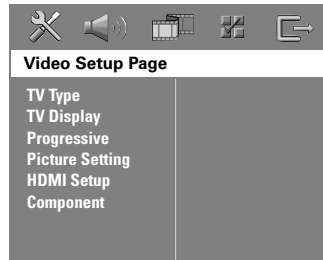 Video Setup Page
TV Type
TV Display
Progressive
Picture Setting
HDMI Setup
Component